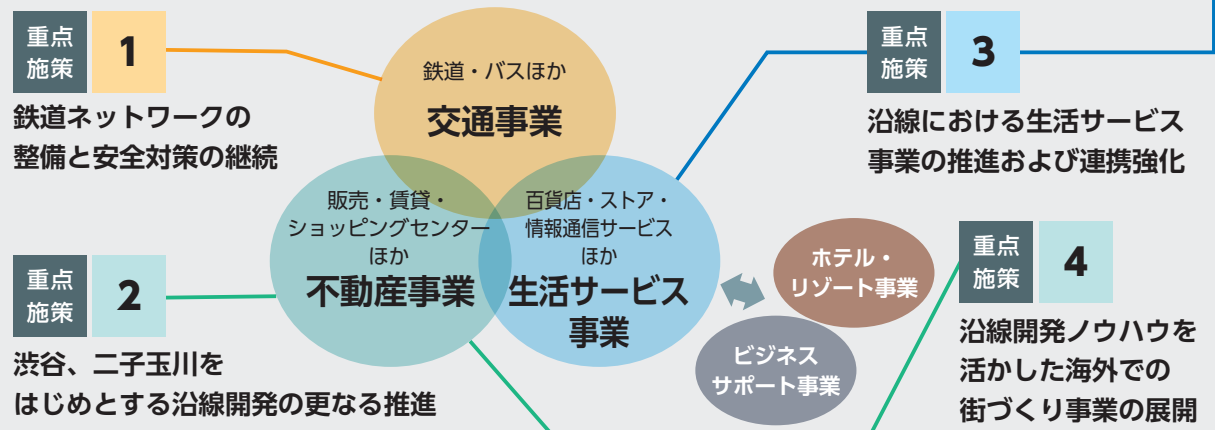 重点
施策
1
鉄道ネットワークの
整備と安全対策の継続
鉄道・バスほか
交通事業
重点
施策
3
沿線における生活サービス
事業の推進および連携強化
販売・賃貸・
ショッピングセンター
ほか
不動産事業
百貨店・ストア・
情報通信サービス
ほか
生活サービス
事業
ホテル・
リゾート事業
ビジネス
サポート事業
重点
施策
2
渋谷、二子玉川を
はじめとする沿線開発の更なる推進
重点
施策
4
沿線開発ノウハウを
活かした海外での
街づくり事業の展開